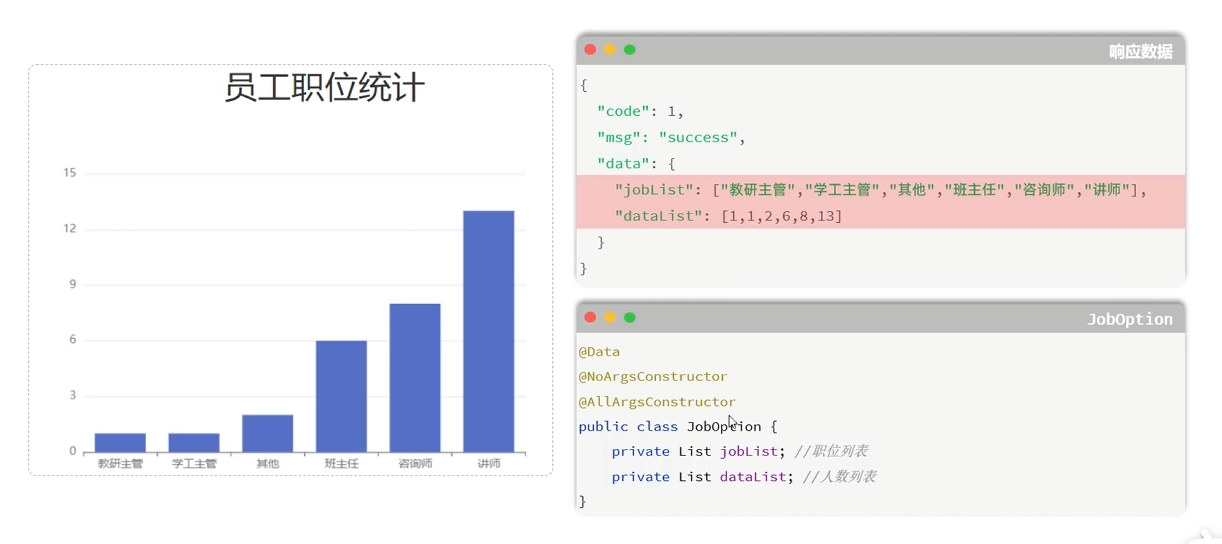 员工职位统计
15
12
9
6
3
0
教研主管 学工主管 其他 班主任 咨询师 讲师
响应数据
{
"code": 1,
"msg": "success",
"data": {
"jobList": ["教研主管","学工主管","其他","班主任","咨询师","讲师"],
"dataList": [1,1,2,6,8,13]
}
}
JobOption
@Data
@NoArgsConstructor
@AllArgsConstructor
public class JobOption {
private List jobList; //职位列表
private List dataList; //人数列表
}